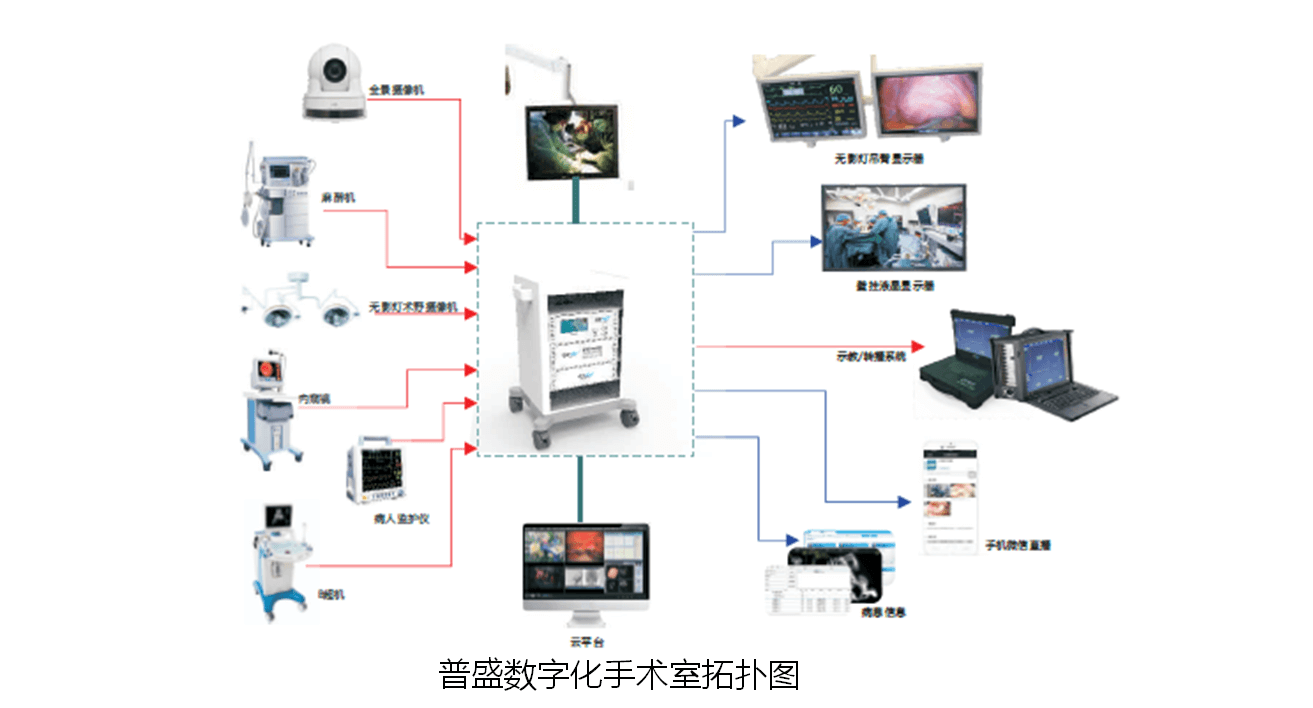 全景摄像机
麻醉机
无影灯术野摄像机
内窥镜
病人监护仪
B超机
无影灯吊臂显示器
壁挂液晶显示器
示教/转播系统
手机微信直播
病患信息
云平台
普盛数字化手术室拓扑图